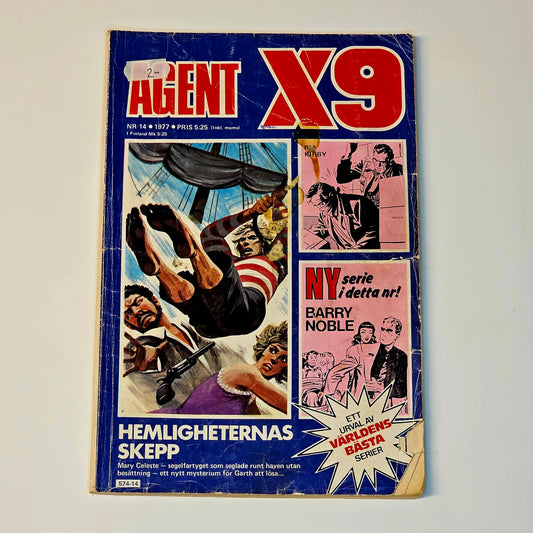 2:-
AGENT X9
NR 14 • 1977 • PRIS 5:25 (Inkl. moms)
I Finland Mk 5:25
KIRBY
NY serie
i detta nr!
BARRY
NOBLE
HEMLIGHETERNAS
SKEPP
Mary Celeste — segelfartyget som seglade runt haven utan
besättning — ett nytt mysterium för Garth att lösa...
574-14
ETT
URVAL AV
VÄRLDENS
BÄSTA
SERIER